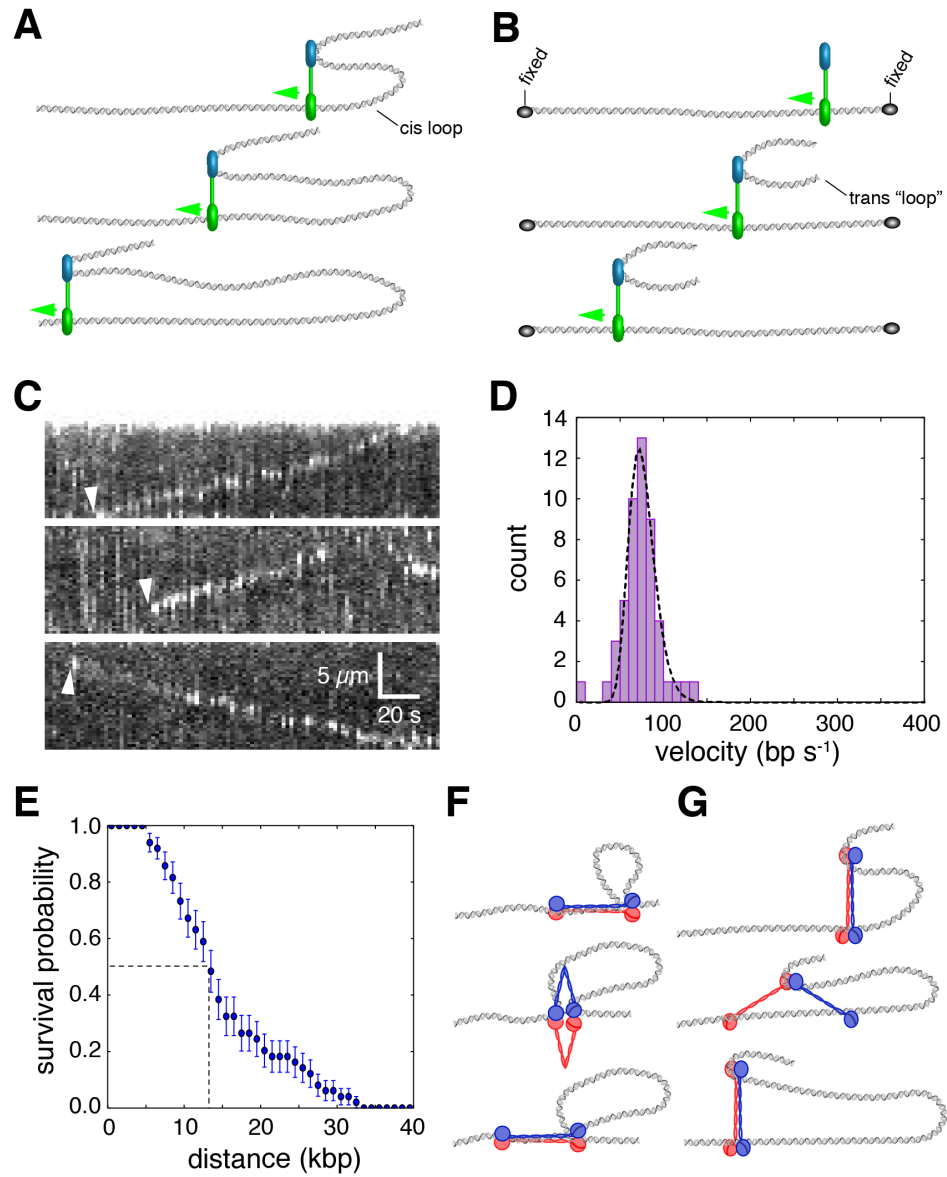 A
cis loop
B
fixed
fixed
trans “loop”
C
5 µm
20 s
D
14
12
10
8
6
4
2
0
count
0
100
200
300
400
velocity (bp s⁻¹)
E
1.0
0.8
0.6
0.4
0.2
0.0
survival probability
0
10
20
30
40
distance (kbp)
F
G